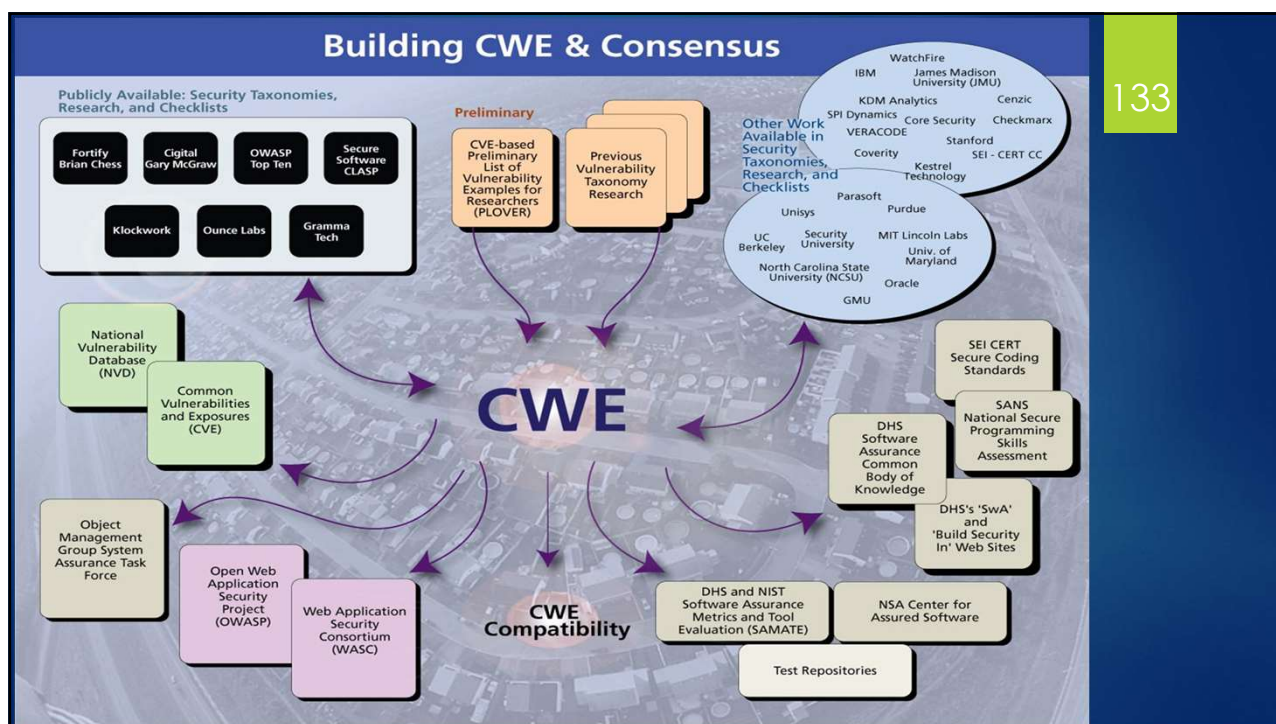 Building CWE & Consensus
133
Publicly Available: Security Taxonomies,
Research, and Checklists
Fortify
Brian Chess
Cigital
Gary McGraw
OWASP
Top Ten
Secure
Software
CLASP
Klockwork
Ounce Labs
Gramma
Tech
Preliminary
CVE-based
Preliminary
List of
Vulnerability
Examples for
Researchers
(PLOVER)
Previous
Vulnerability
Taxonomy
Research
Other Work
Available in
Security
Taxonomies,
Research, and
Checklists
WatchFire
IBM
James Madison
University (JMU)
KDM Analytics
Cenzic
SPI Dynamics
Core Security
Checkmarx
VERACODE
Stanford
Coverity
SEI - CERT CC
Kestrel
Technology
Parasoft
Unisys
Purdue
UC
Berkeley
Security
University
MIT Lincoln Labs
Univ. of
Maryland
North Carolina State
University (NCSU)
Oracle
GMU
National
Vulnerability
Database
(NVD)
Common
Vulnerabilities
and Exposures
(CVE)
CWE
SEI CERT
Secure Coding
Standards
SANS
National Secure
Programming
Skills
Assessment
DHS
Software
Assurance
Common
Body of
Knowledge
DHS's 'SwA'
and
'Build Security
In' Web Sites
Object
Management
Group System
Assurance Task
Force
Open Web
Application
Security
Project
(OWASP)
Web Application
Security
Consortium
(WASC)
CWE
Compatibility
DHS and NIST
Software Assurance
Metrics and Tool
Evaluation (SAMATE)
NSA Center for
Assured Software
Test Repositories